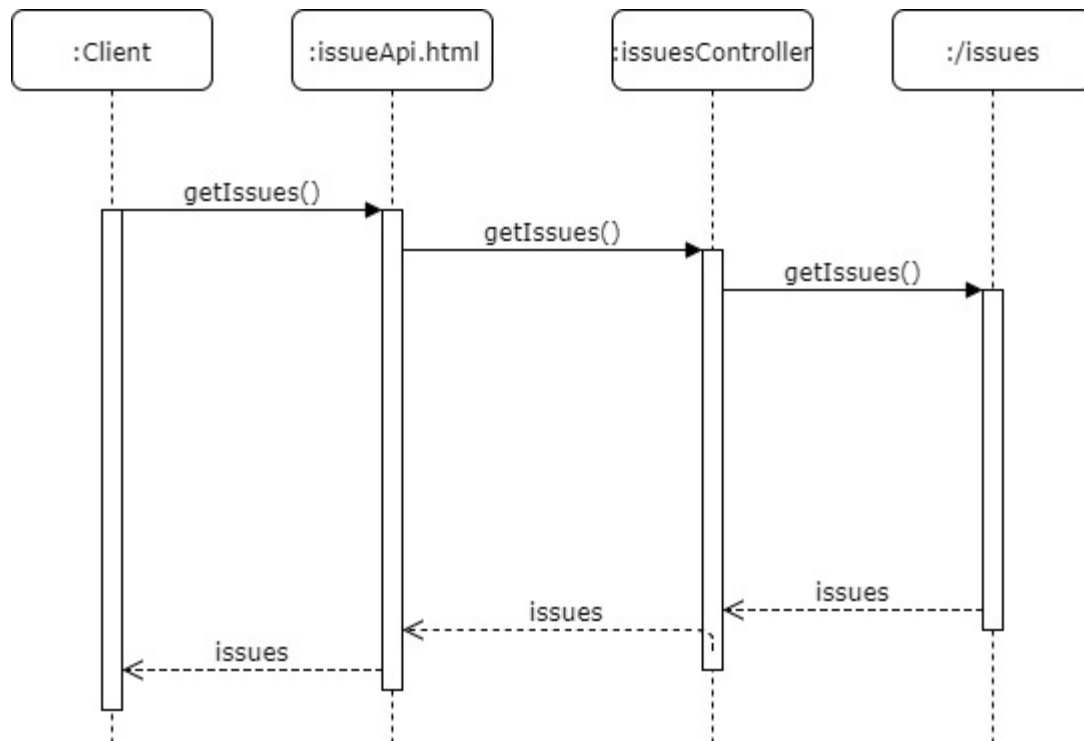 :Client
:issueApi.html
:issuesController
:/issues
getIssues()
getIssues()
getIssues()
issues
issues
issues